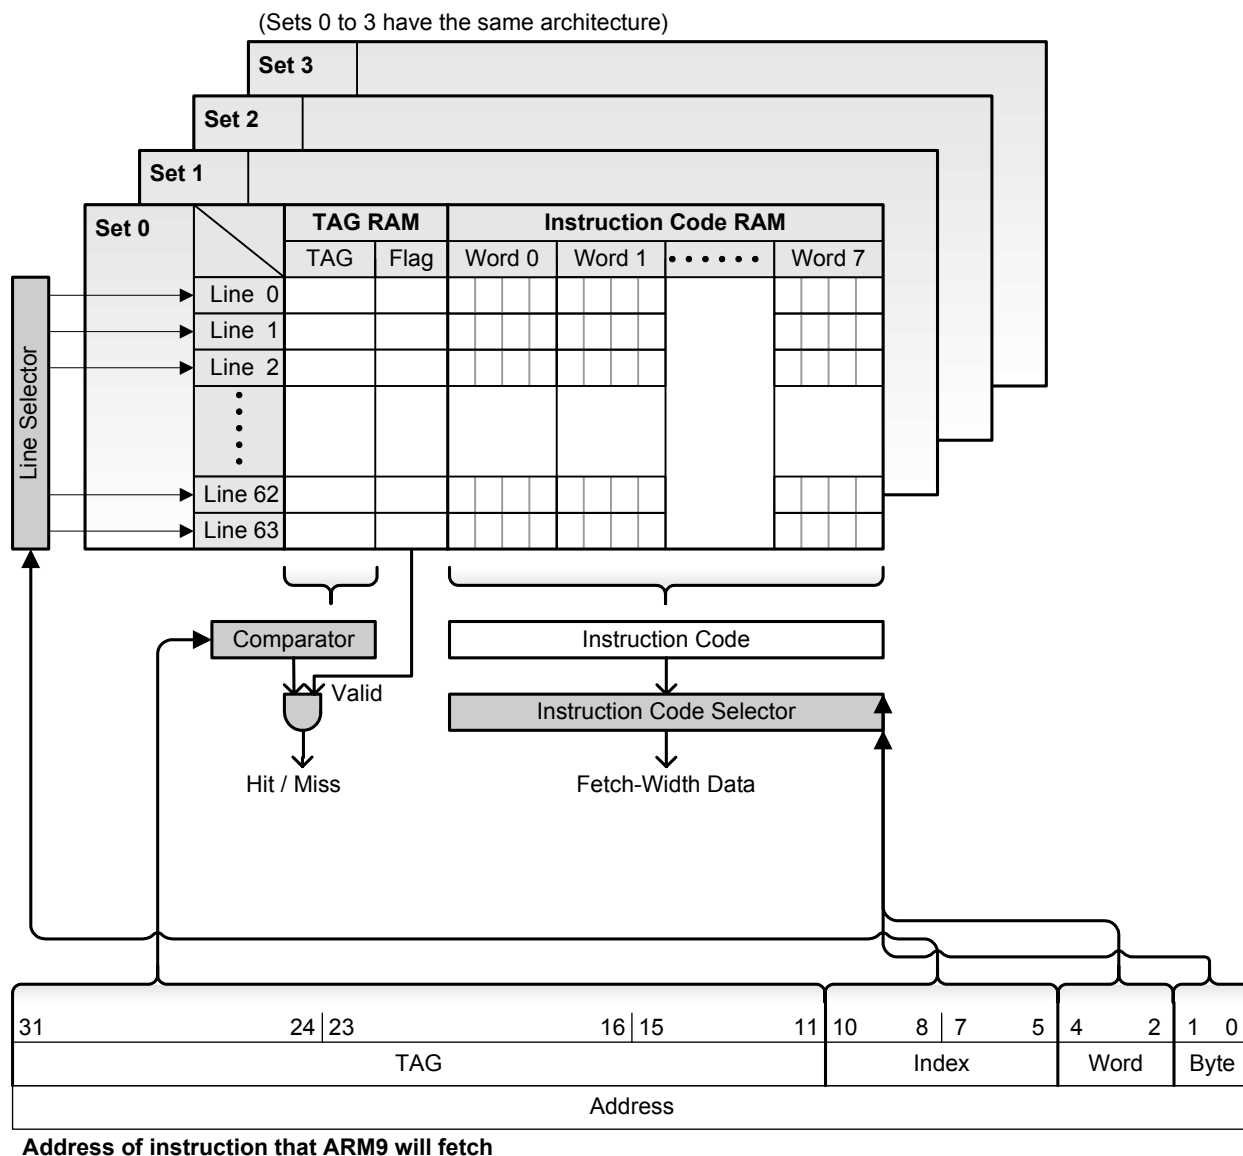 (Sets 0 to 3 have the same architecture)
Set 3
Set 2
Set 1
Set 0
TAG RAM
Instruction Code RAM
TAG
Flag
Word 0
Word 1
Word 7
Line Selector
Line 0
Line 1
Line 2
Line 62
Line 63
Comparator
Instruction Code
Valid
Instruction Code Selector
Hit / Miss
Fetch-Width Data
31 24 23 16 15 11 10 8 7 5 4 2 1 0
TAG Index Word Byte
Address
Address of instruction that ARM9 will fetch